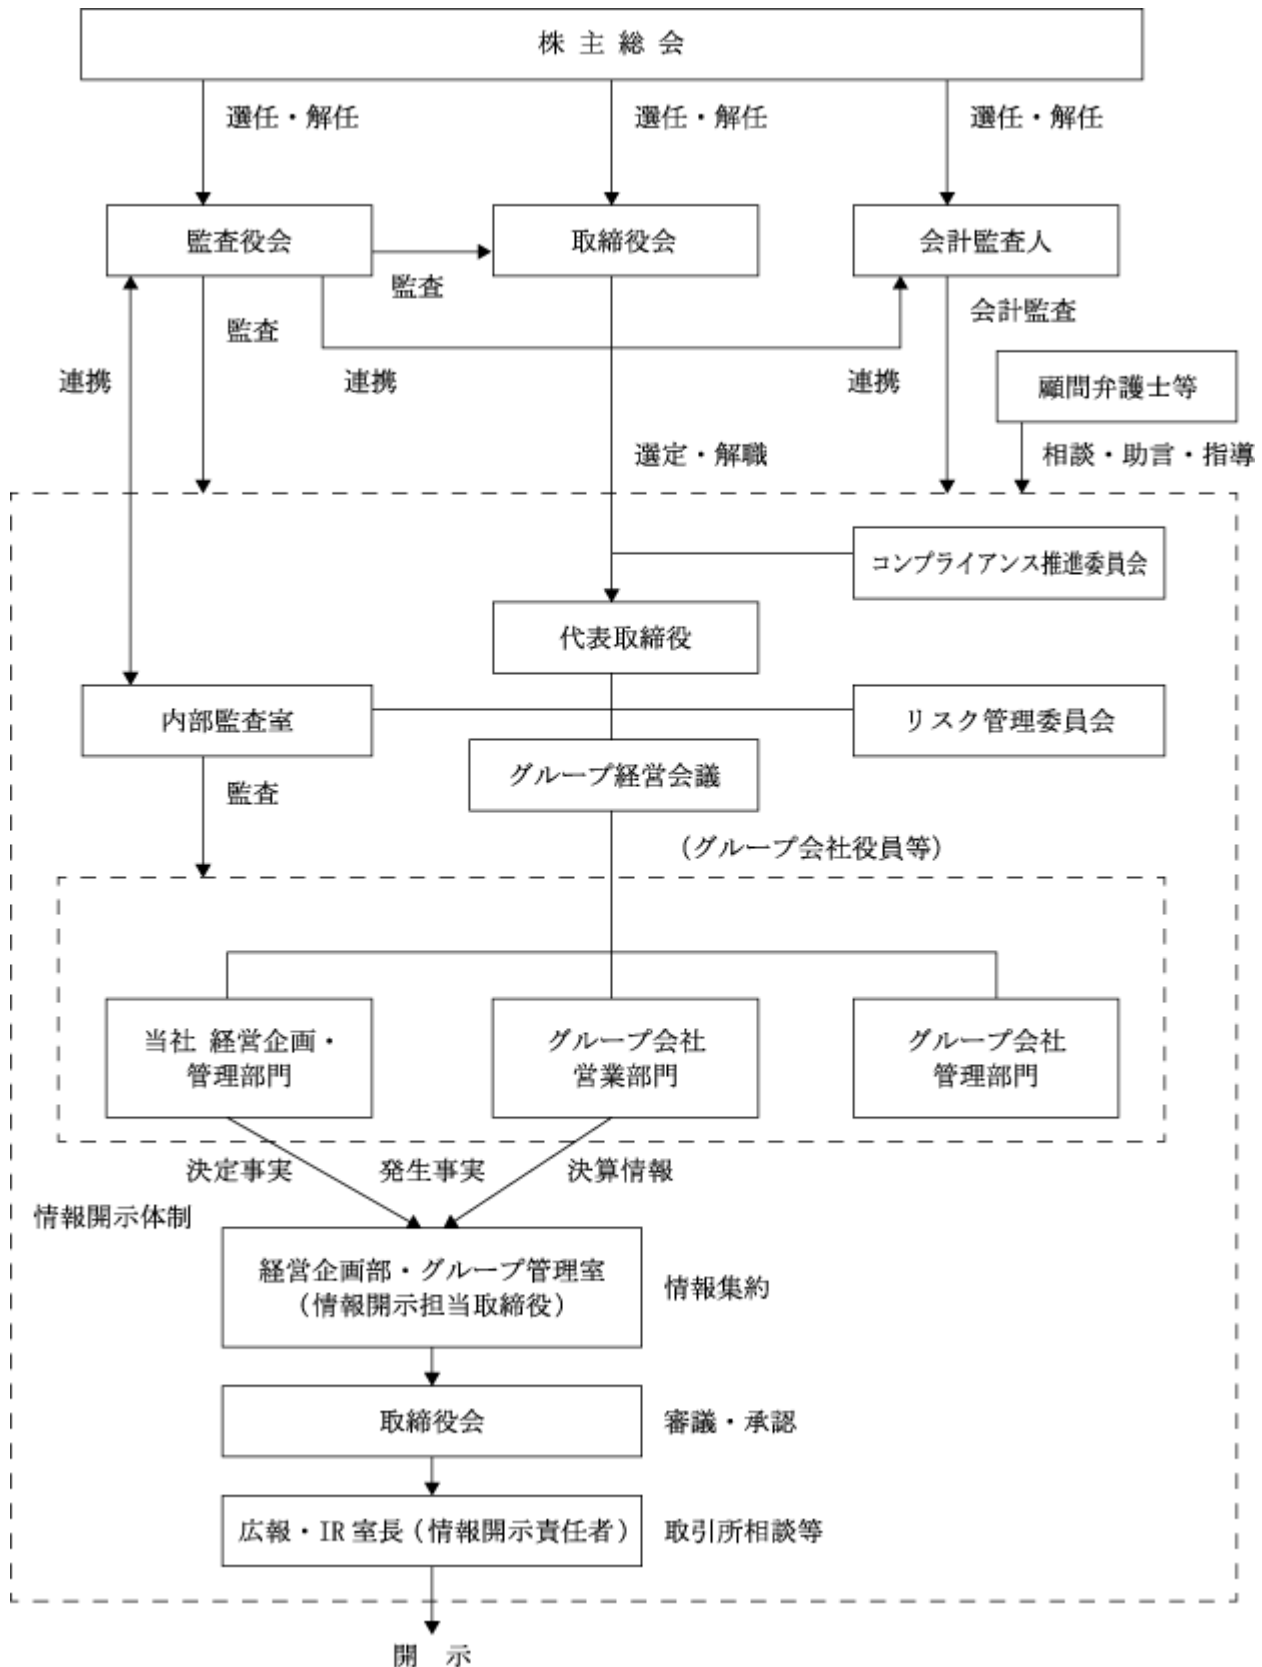 株 主 総 会
選任・解任
選任・解任
選任・解任
監査役会
取締役会
会計監査人
監査
会計監査
監査
連携
連携
連携
顧問弁護士等
選定・解職
相談・助言・指導
コンプライアンス推進委員会
代表取締役
内部監査室
リスク管理委員会
グループ経営会議
監査
(グループ会社役員等)
当社 経営企画・
管理部門
グループ会社
営業部門
グループ会社
管理部門
決定事実
発生事実
決算情報
情報開示体制
経営企画部・グループ管理室
(情報開示担当取締役)
情報集約
取締役会
審議・承認
広報・IR室長(情報開示責任者)
取引所相談等
開 示